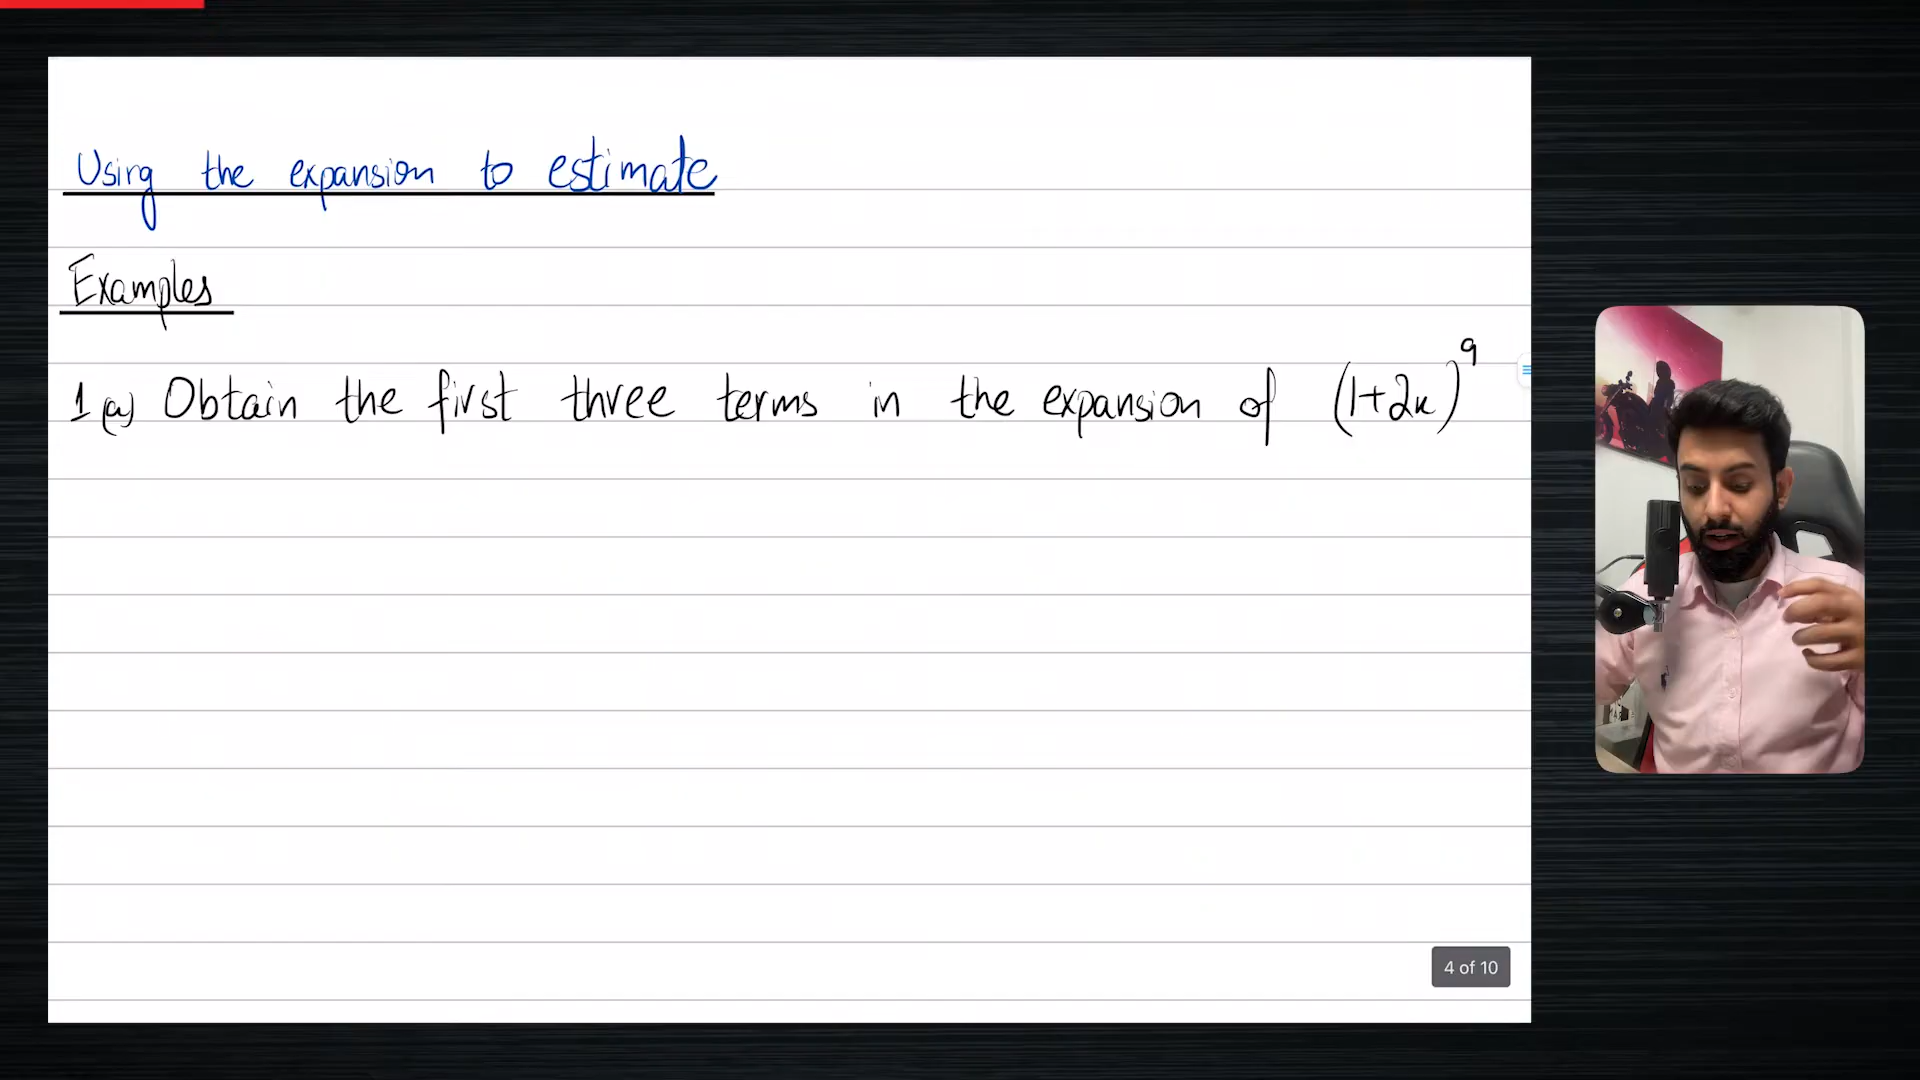 Using the expansion to estimate
Examples
1(a) Obtain the first three terms in the expansion of (1+2x)⁹
4 of 10